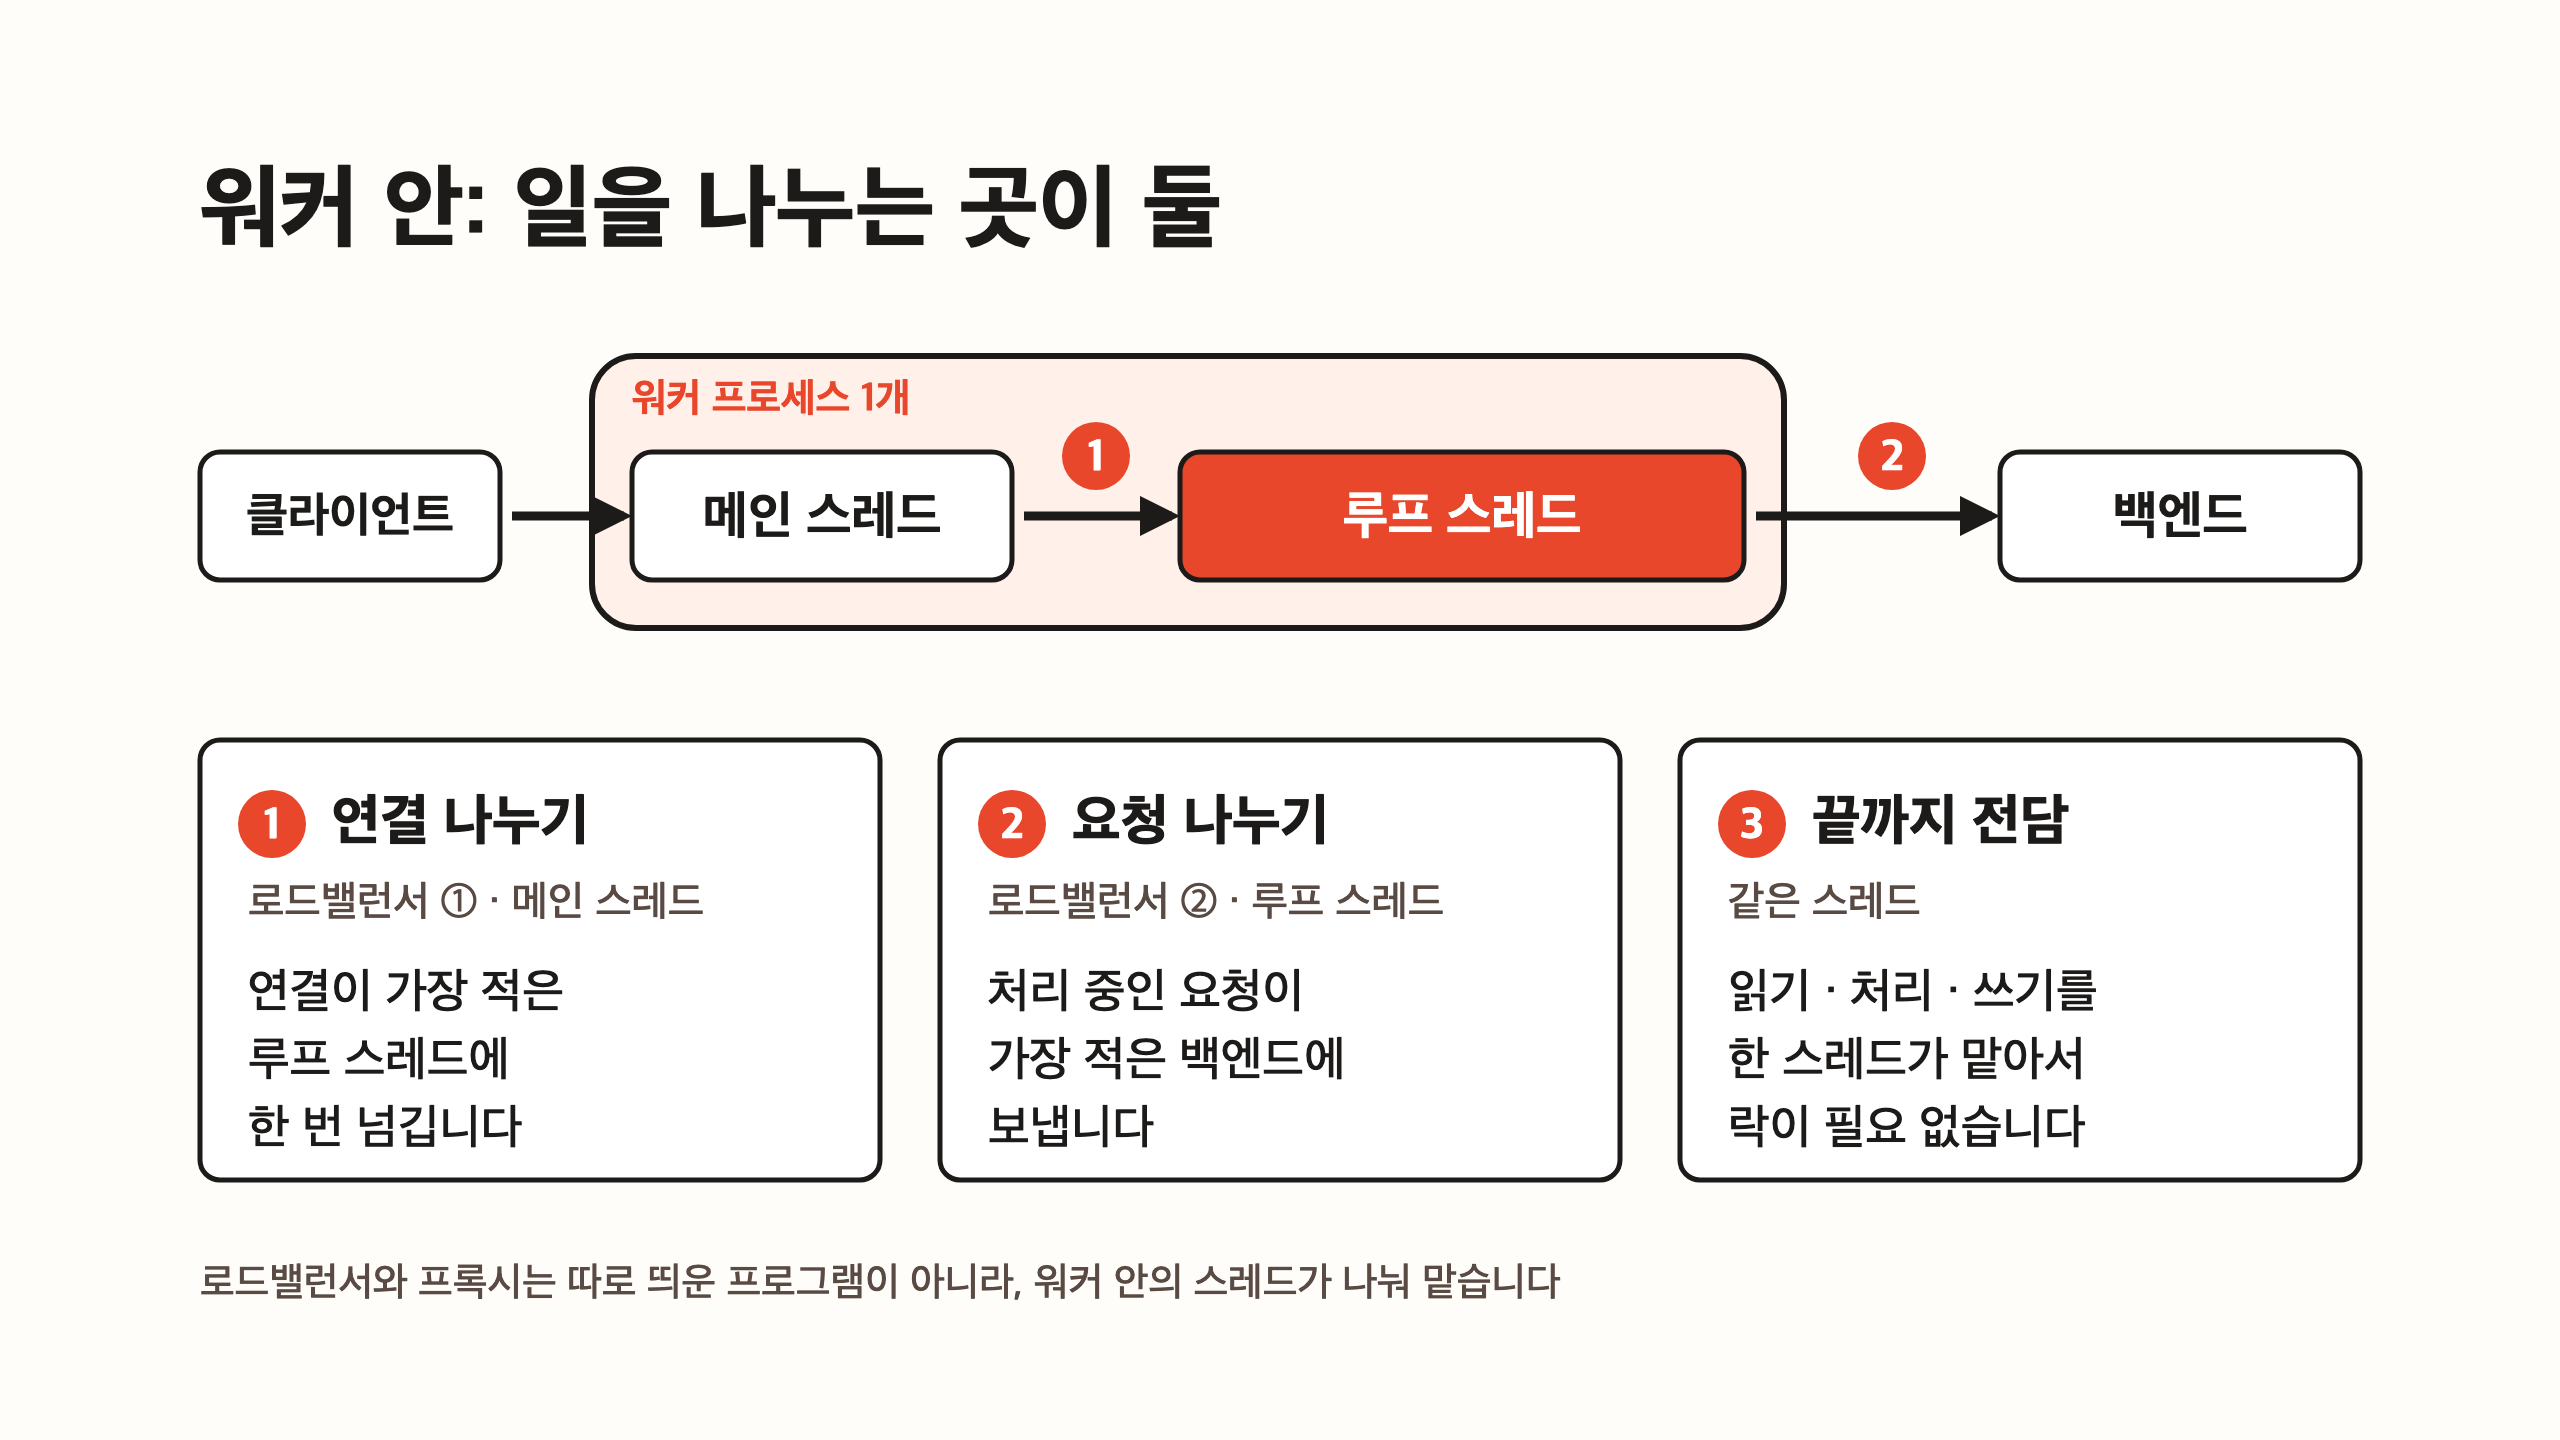 워커 안: 일을 나누는 곳이 둘
워커 프로세스 1개
클라이언트
메인 스레드
1
루프 스레드
2
백엔드
1 연결 나누기
로드밸런서 ① · 메인 스레드
연결이 가장 적은
루프 스레드에
한 번 넘깁니다
2 요청 나누기
로드밸런서 ② · 루프 스레드
처리 중인 요청이
가장 적은 백엔드에
보냅니다
3 끝까지 전담
같은 스레드
읽기 · 처리 · 쓰기를
한 스레드가 맡아서
락이 필요 없습니다
로드밸런서와 프록시는 따로 띄운 프로그램이 아니라, 워커 안의 스레드가 나눠 맡습니다